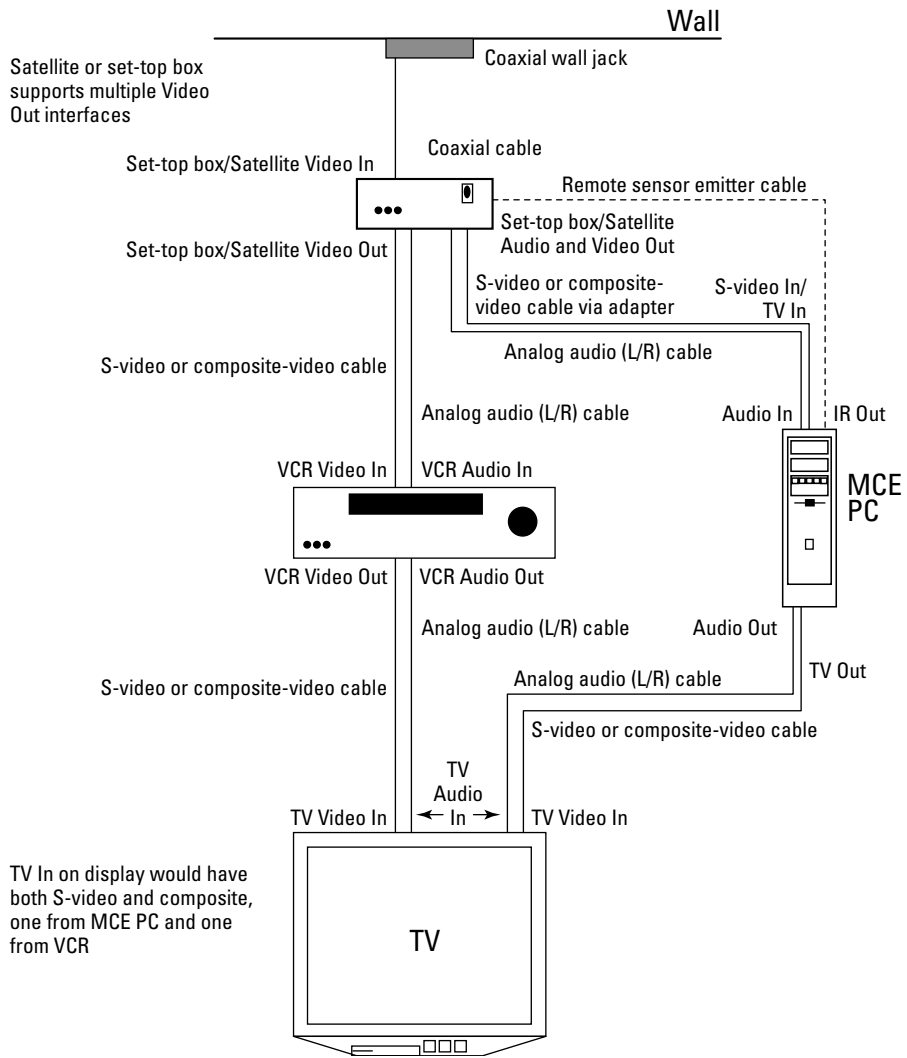 Wall
Coaxial wall jack
Satellite or set-top box
supports multiple Video
Out interfaces
Coaxial cable
Set-top box/Satellite Video In
Remote sensor emitter cable
Set-top box/Satellite
Audio and Video Out
Set-top box/Satellite Video Out
S-video or composite-
video cable via adapter
S-video In/
TV In
Analog audio (L/R) cable
S-video or composite-video cable
Analog audio (L/R) cable
Audio In
IR Out
VCR Video In
VCR Audio In
MCE
PC
VCR Video Out
VCR Audio Out
Analog audio (L/R) cable
Audio Out
TV Out
S-video or composite-video cable
Analog audio (L/R) cable
S-video or composite-video cable
TV
Audio
In
TV Video In
TV Video In
TV In on display would have
both S-video and composite,
one from MCE PC and one
from VCR
TV